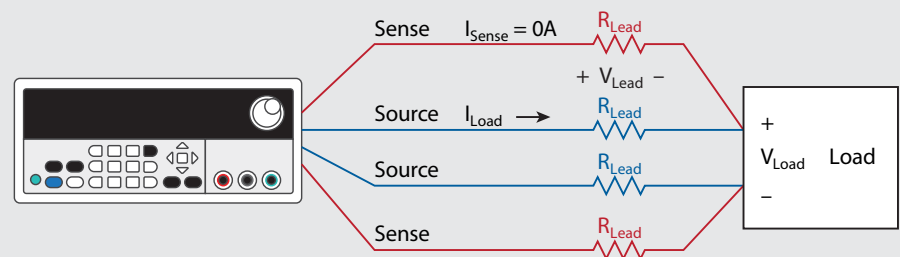 Sense I_Sense = 0A R_Lead
+ V_Lead –
Source I_Load → R_Lead
+
Source R_Lead
V_Load Load
–
Sense R_Lead